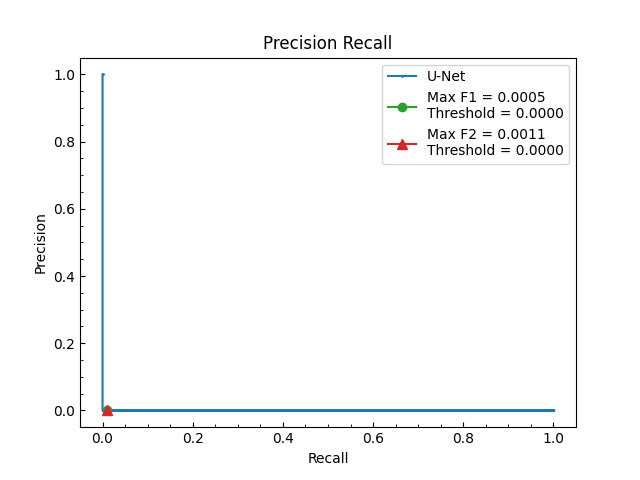 Precision Recall
U-Net
Max F1 = 0.0005
Threshold = 0.0000
Max F2 = 0.0011
Threshold = 0.0000
Precision
1.0
0.8
0.6
0.4
0.2
0.0
0.0 0.2 0.4 0.6 0.8 1.0
Recall